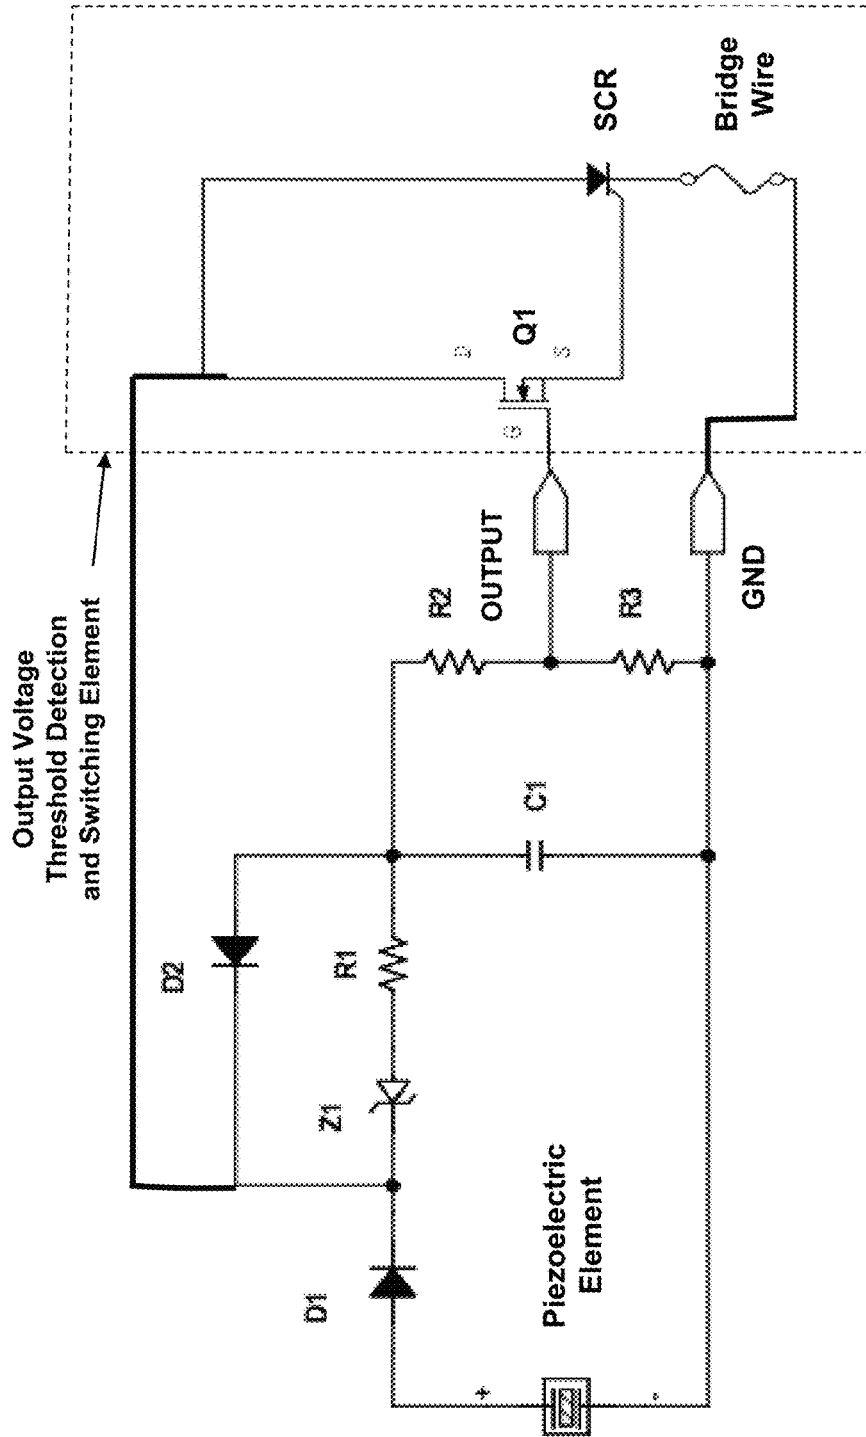 Output Voltage
Threshold Detection
and Switching Element
D2
D1
Z1
R1
C1
R2
R3
OUTPUT
GND
Q1
D
G
S
SCR
Bridge
Wire
Piezoelectric
Element
+
-